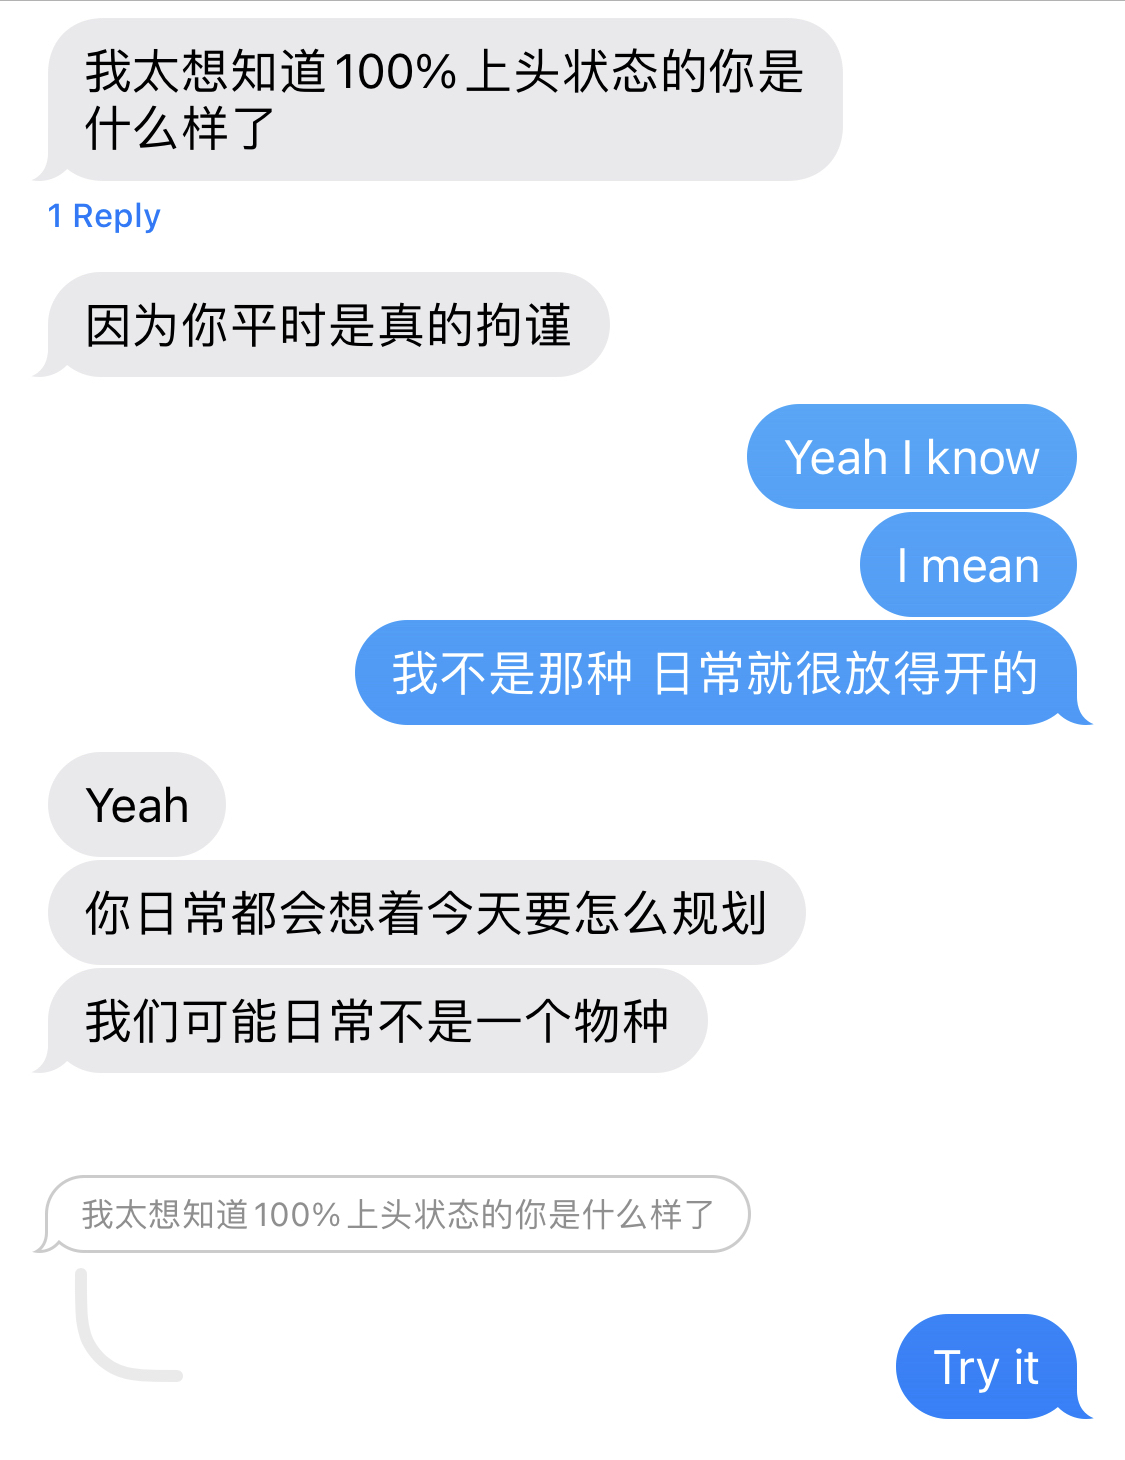 我太想知道100%上头状态的你是
什么样了
1 Reply
因为你平时是真的拘谨
Yeah I know
I mean
我不是那种 日常就很放得开的
Yeah
你日常都会想着今天要怎么规划
我们可能日常不是一个物种
我太想知道100%上头状态的你是什么样了
Try it